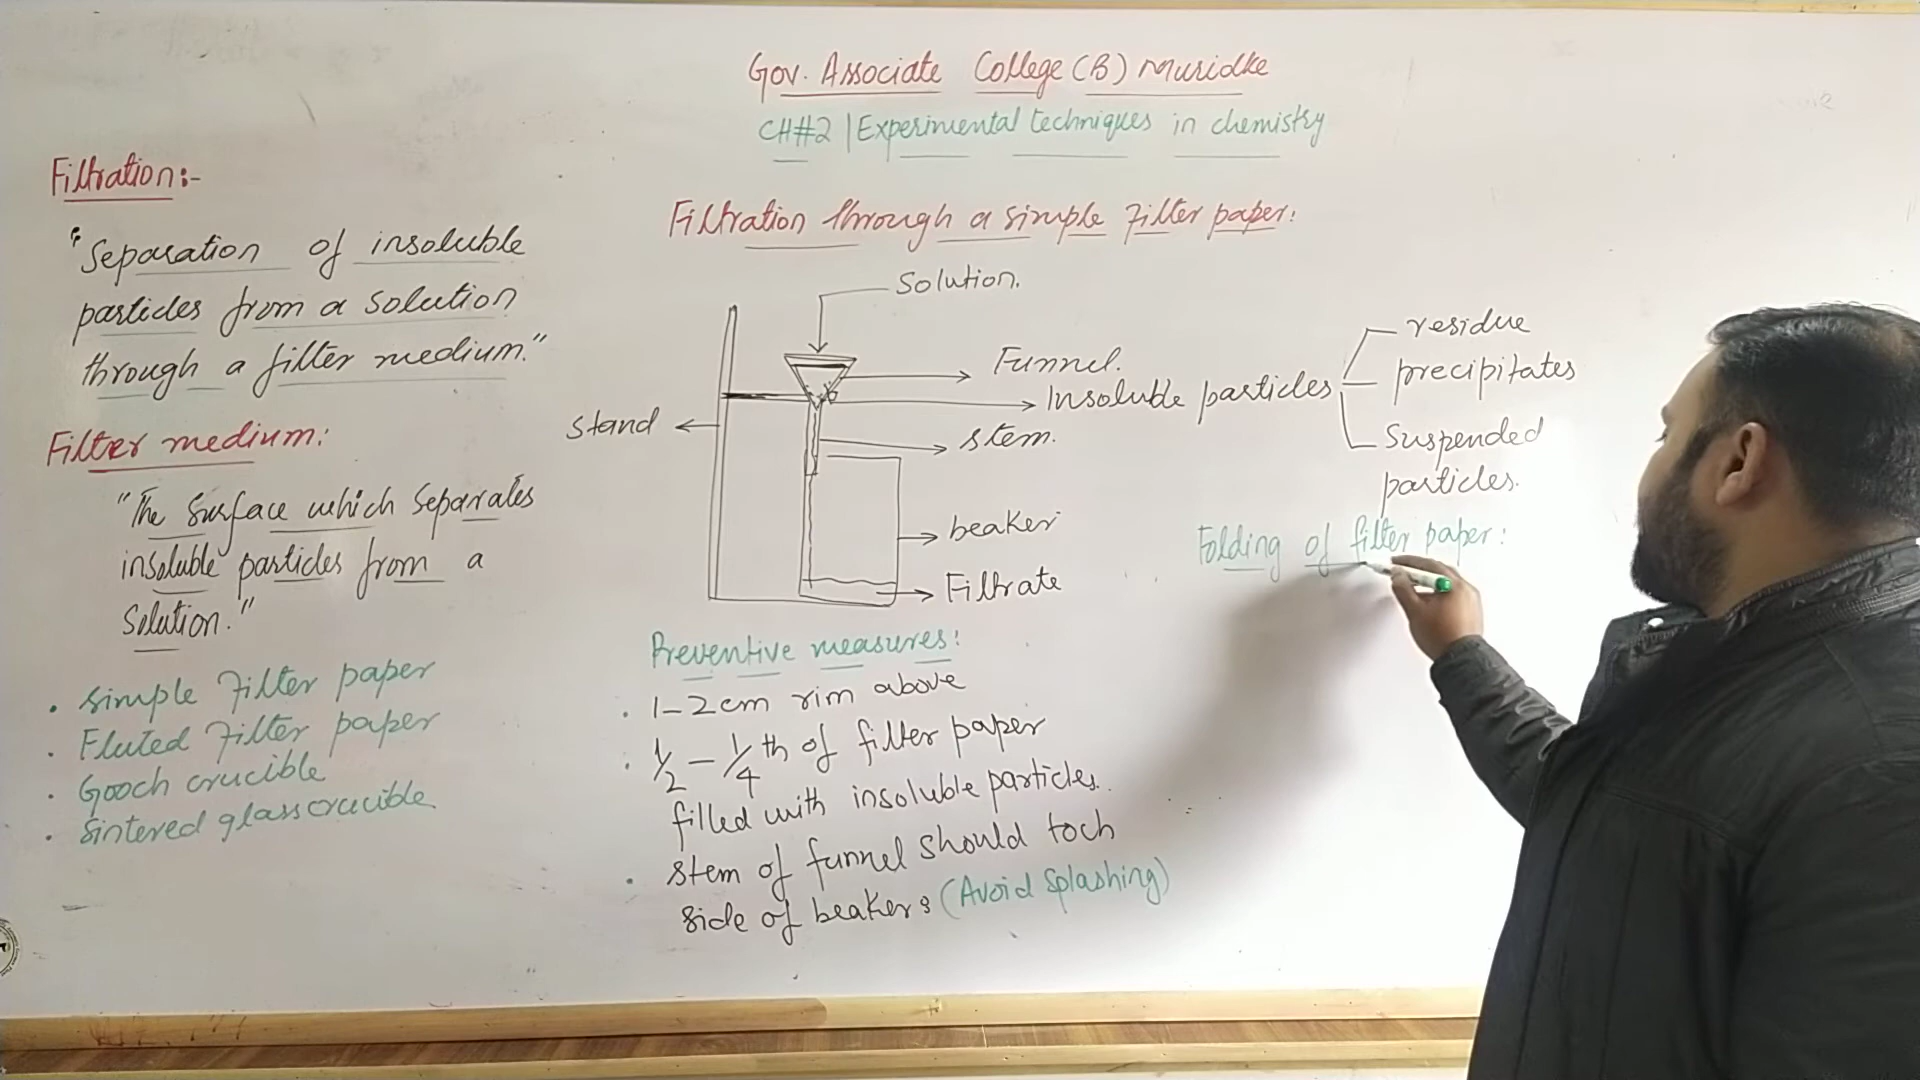 Gov. Associate College (B) Muridke
CH#2 | Experimental techniques in chemistry
Filtration:-
"Separation of insoluble
particles from a solution
through a filter medium."
Filter medium:
"The surface which separates
insoluble particles from a
solution."
• Simple Filter paper
• Fluted Filter paper
• Gooch crucible
• Sintered glass crucible
Filtration through a simple Filter paper:
Solution.
Funnel.
Insoluble particles
residue
precipitates
Suspended
particles.
stand
stem.
beaker
Filtrate
Preventive measures:
• 1-2cm rim above
• 1/2 - 1/4th of filter paper
filled with insoluble particles.
• stem of funnel should toch
side of beaker: (Avoid Splashing)
Folding of filter paper: